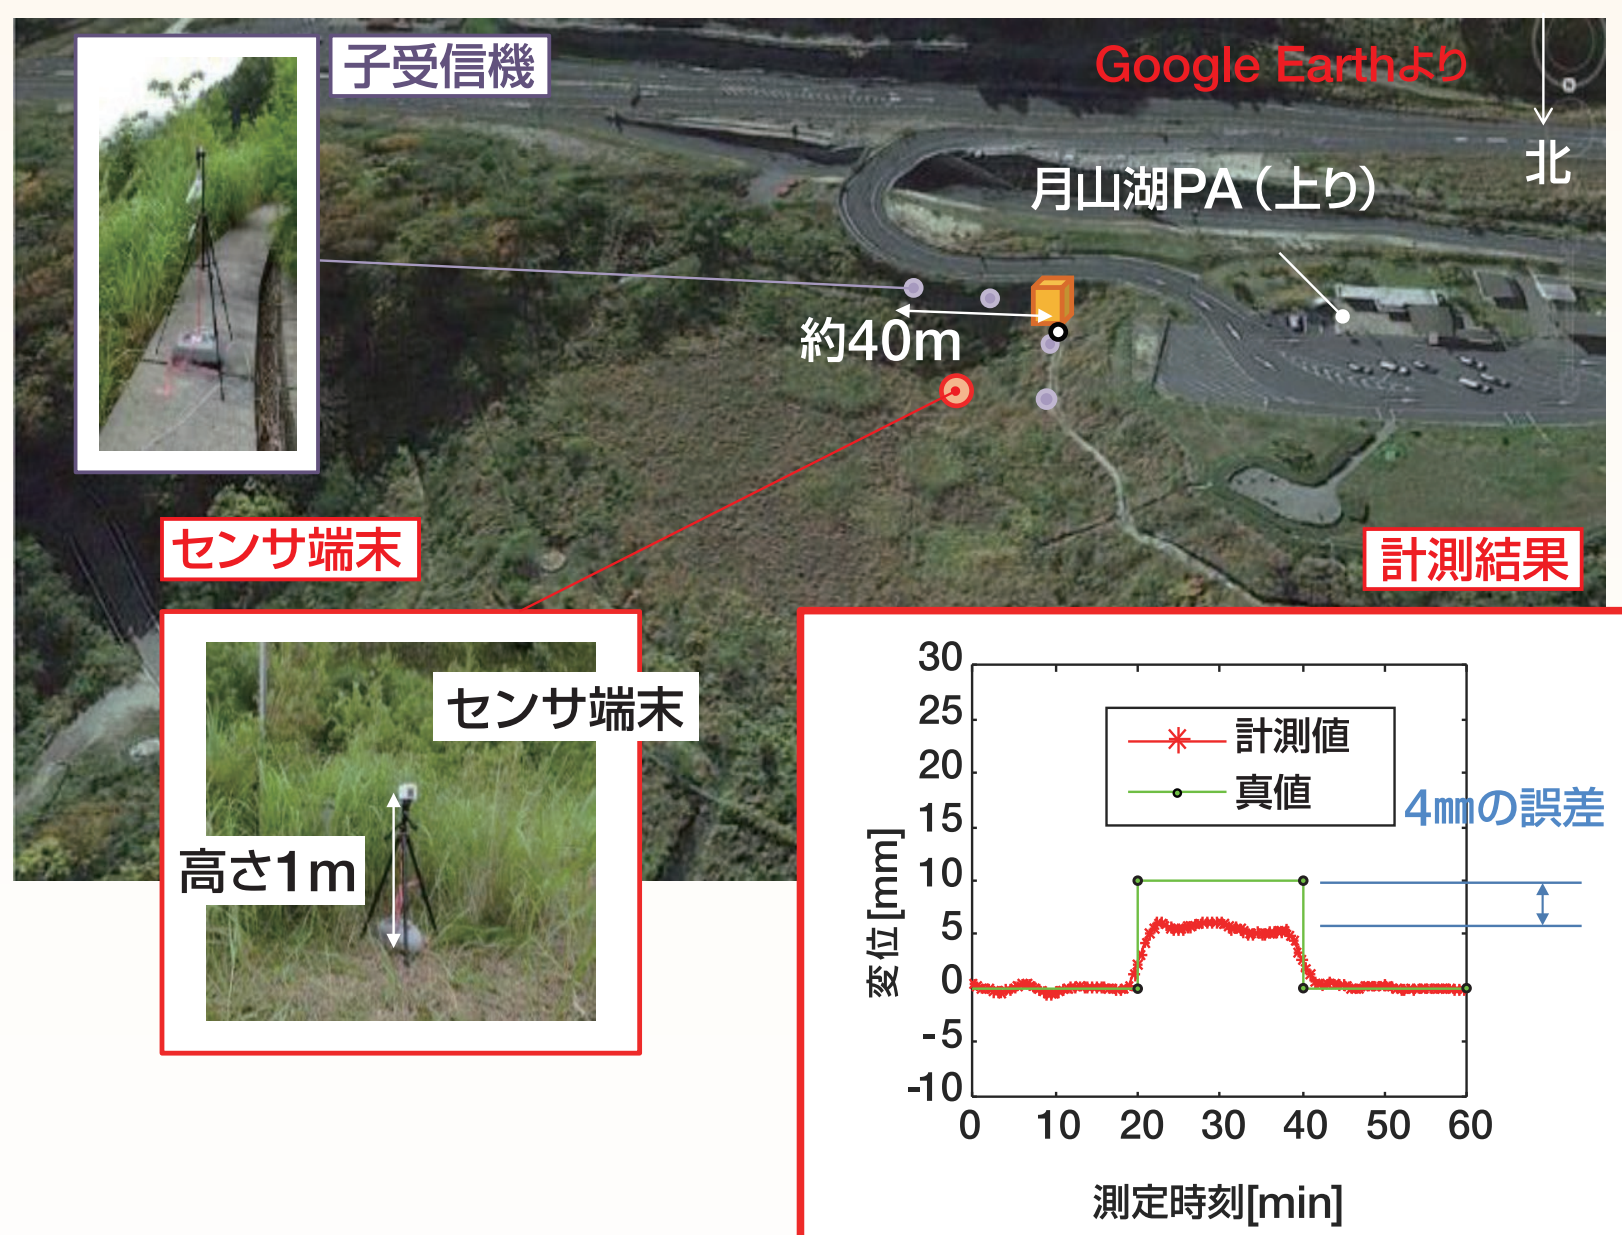 子受信機
Google Earthより
北
月山湖PA（上り）
約40m
センサ端末
計測結果
センサ端末
高さ1m
30
25
20
15
10
5
0
-5
-10
変位[mm]
計測値
真値
4㎜の誤差
0 10 20 30 40 50 60
測定時刻[min]